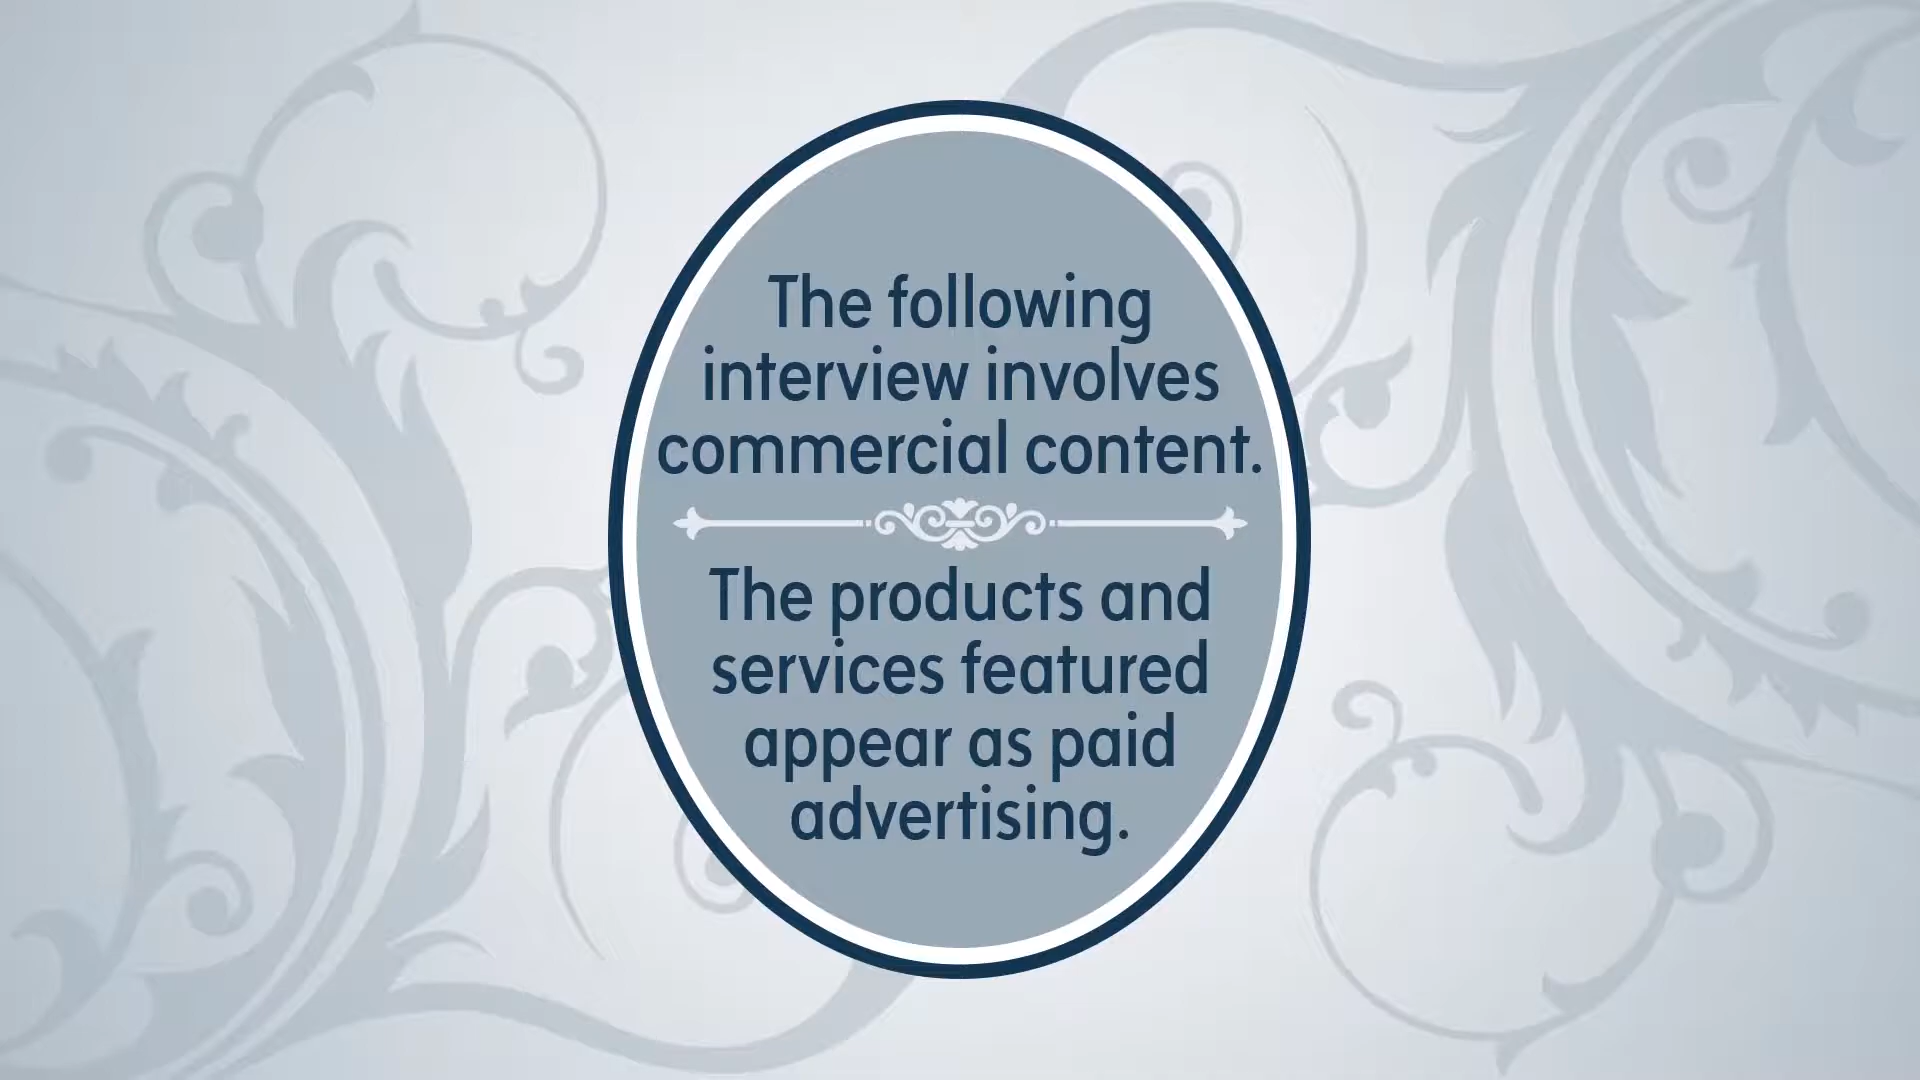 The following
interview involves
commercial content.
The products and
services featured
appear as paid
advertising.